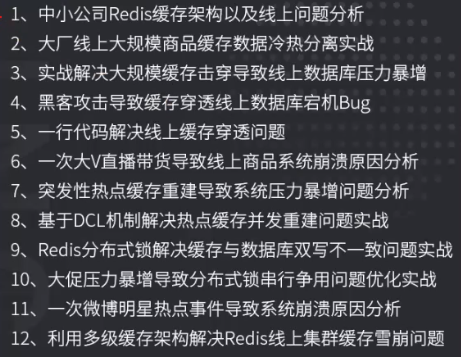 1、中小公司Redis缓存架构以及线上问题分析
2、大厂线上大规模商品缓存数据冷热分离实战
3、实战解决大规模缓存击穿导致线上数据库压力暴增
4、黑客攻击导致缓存穿透线上数据库宕机Bug
5、一行代码解决线上缓存穿透问题
6、一次大V直播带货导致线上商品系统崩溃原因分析
7、突发性热点缓存重建导致系统压力暴增问题分析
8、基于DCL机制解决热点缓存并发重建问题实战
9、Redis分布式锁解决缓存与数据库双写不一致问题实战
10、大促压力暴增导致分布式锁串行争用问题优化实战
11、一次微博明星热点事件导致系统崩溃原因分析
12、利用多级缓存架构解决Redis线上集群缓存雪崩问题